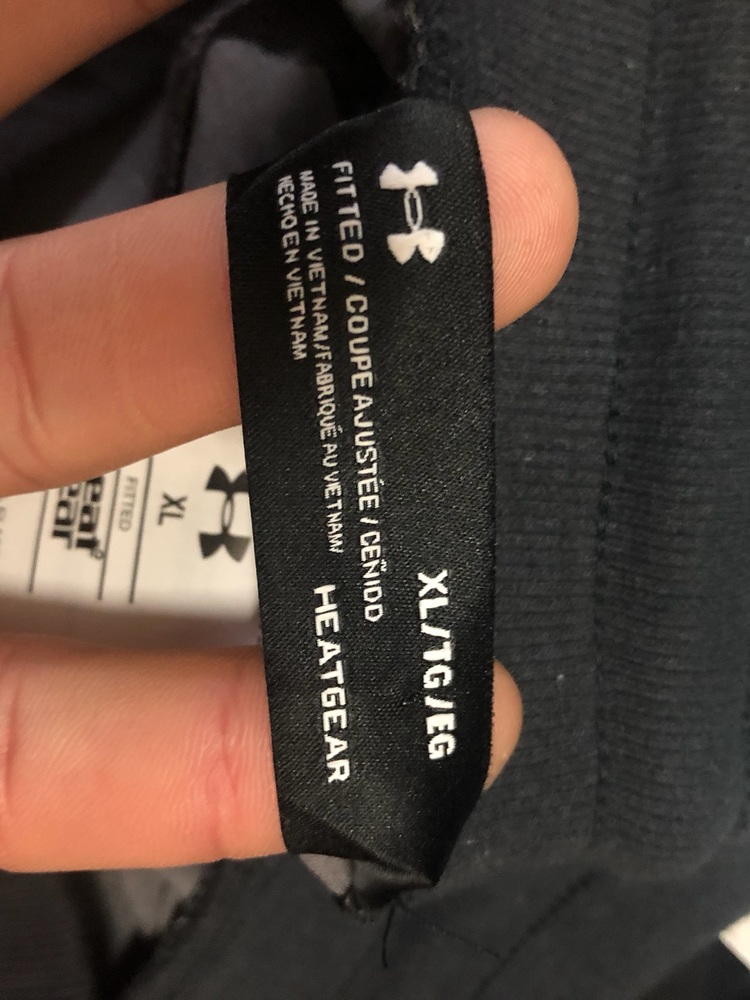 XL/TG/EG
FITTED / COUPE AJUSTÉE / CEÑIDO
MADE IN VIETNAM/FABRIQUÉ AU VIETNAM/
HECHO EN VIETNAM
HEATGEAR
XL
FITTED